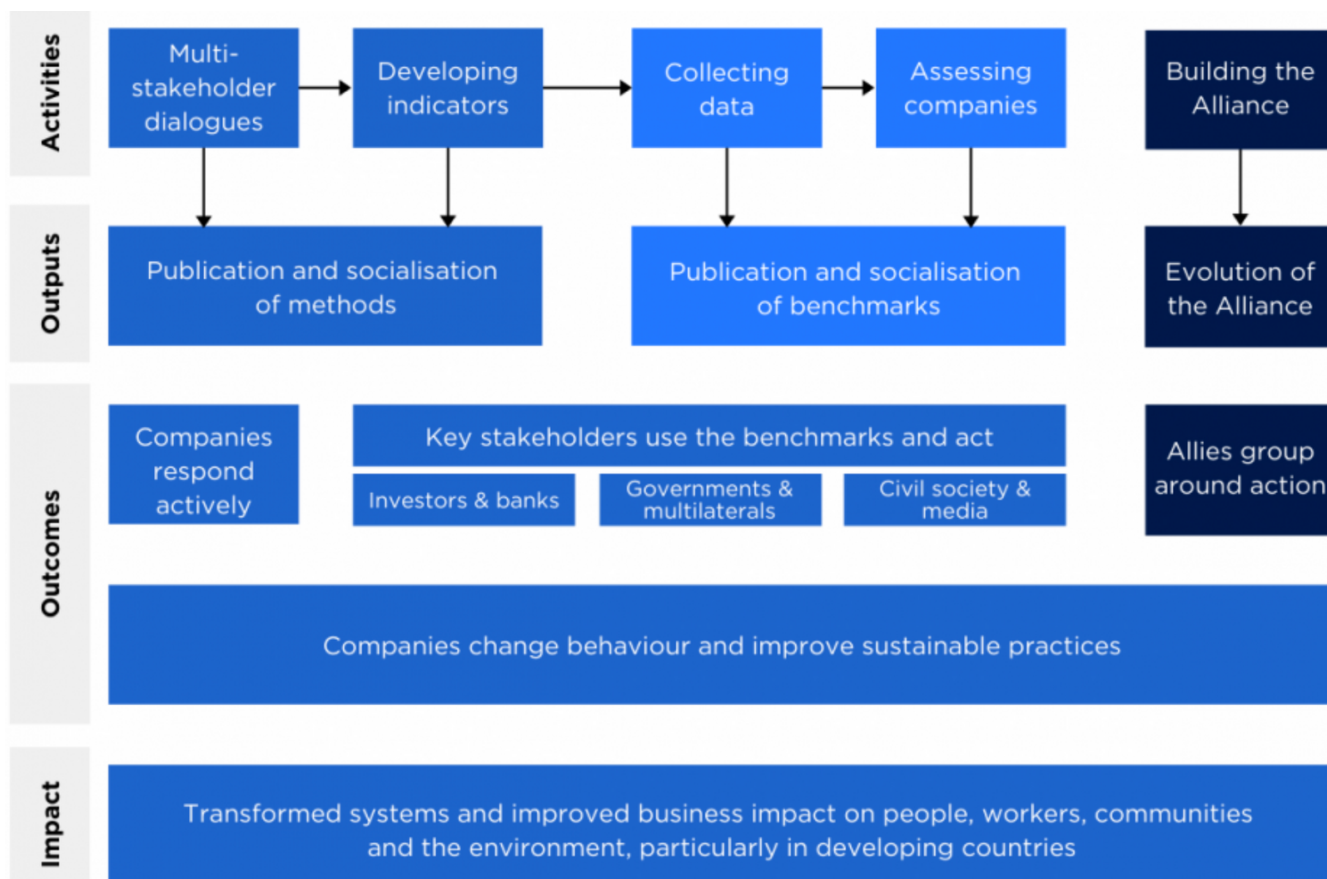 Activities
Multi-
stakeholder
dialogues
Developing
indicators
Collecting
data
Assessing
companies
Building the
Alliance
Outputs
Publication and socialisation
of methods
Publication and socialisation
of benchmarks
Evolution of
the Alliance
Outcomes
Companies
respond
actively
Key stakeholders use the benchmarks and act
Investors & banks
Governments &
multilaterals
Civil society &
media
Allies group
around action
Companies change behaviour and improve sustainable practices
Impact
Transformed systems and improved business impact on people, workers, communities
and the environment, particularly in developing countries